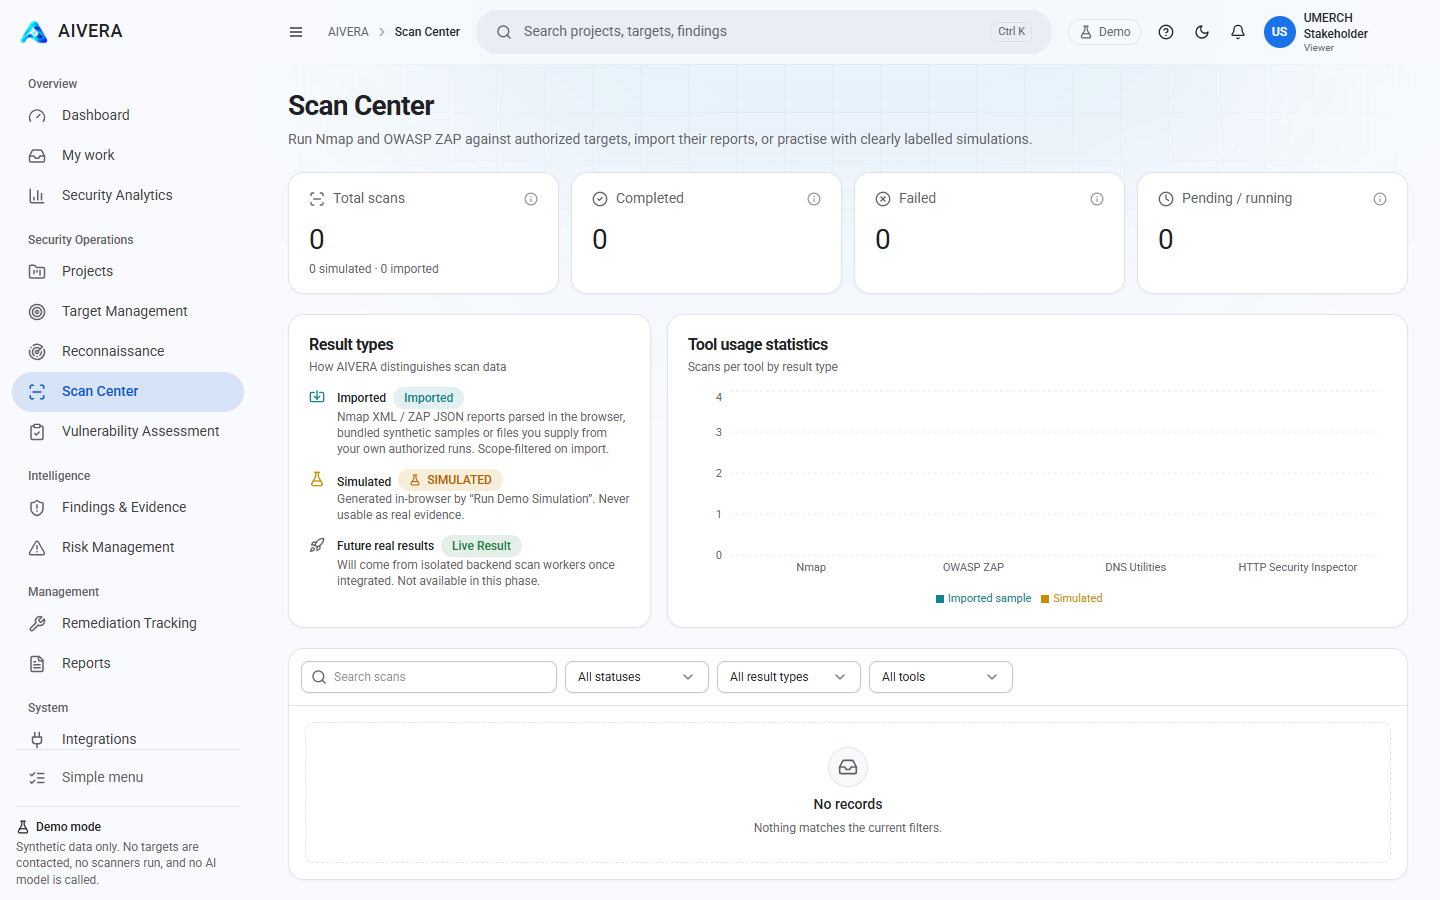 AIVERA
AIVERA > Scan Center
Search projects, targets, findings
Ctrl K
Demo
US
UMERCH
Stakeholder
Viewer
Overview
Dashboard
My work
Security Analytics
Security Operations
Projects
Target Management
Reconnaissance
Scan Center
Vulnerability Assessment
Intelligence
Findings & Evidence
Risk Management
Management
Remediation Tracking
Reports
System
Integrations
Simple menu
Demo mode
Synthetic data only. No targets are
contacted, no scanners run, and no AI
model is called.
Scan Center
Run Nmap and OWASP ZAP against authorized targets, import their reports, or practise with clearly labelled simulations.
Total scans
0
0 simulated · 0 imported
Completed
0
Failed
0
Pending / running
0
Result types
How AIVERA distinguishes scan data
Imported Imported
Nmap XML / ZAP JSON reports parsed in the browser,
bundled synthetic samples or files you supply from
your own authorized runs. Scope-filtered on import.
Simulated SIMULATED
Generated in-browser by "Run Demo Simulation". Never
usable as real evidence.
Future real results Live Result
Will come from isolated backend scan workers once
integrated. Not available in this phase.
Tool usage statistics
Scans per tool by result type
4
3
2
1
0
Nmap OWASP ZAP DNS Utilities HTTP Security Inspector
Imported sample Simulated
Search scans
All statuses
All result types
All tools
No records
Nothing matches the current filters.